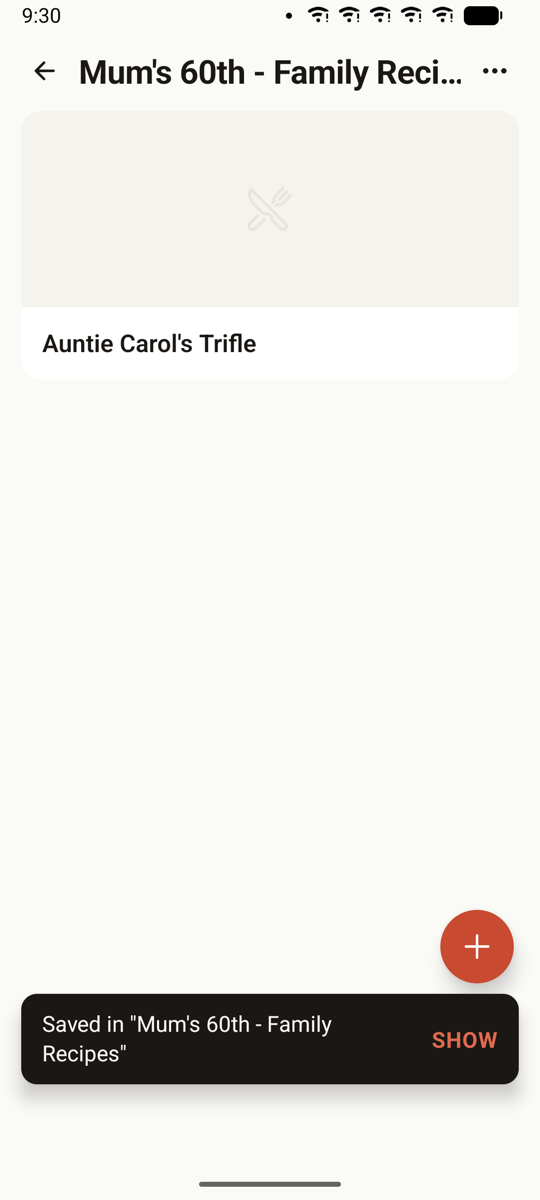 9:30
Mum's 60th - Family Reci...
Auntie Carol's Trifle
Saved in "Mum's 60th - Family
Recipes"
SHOW